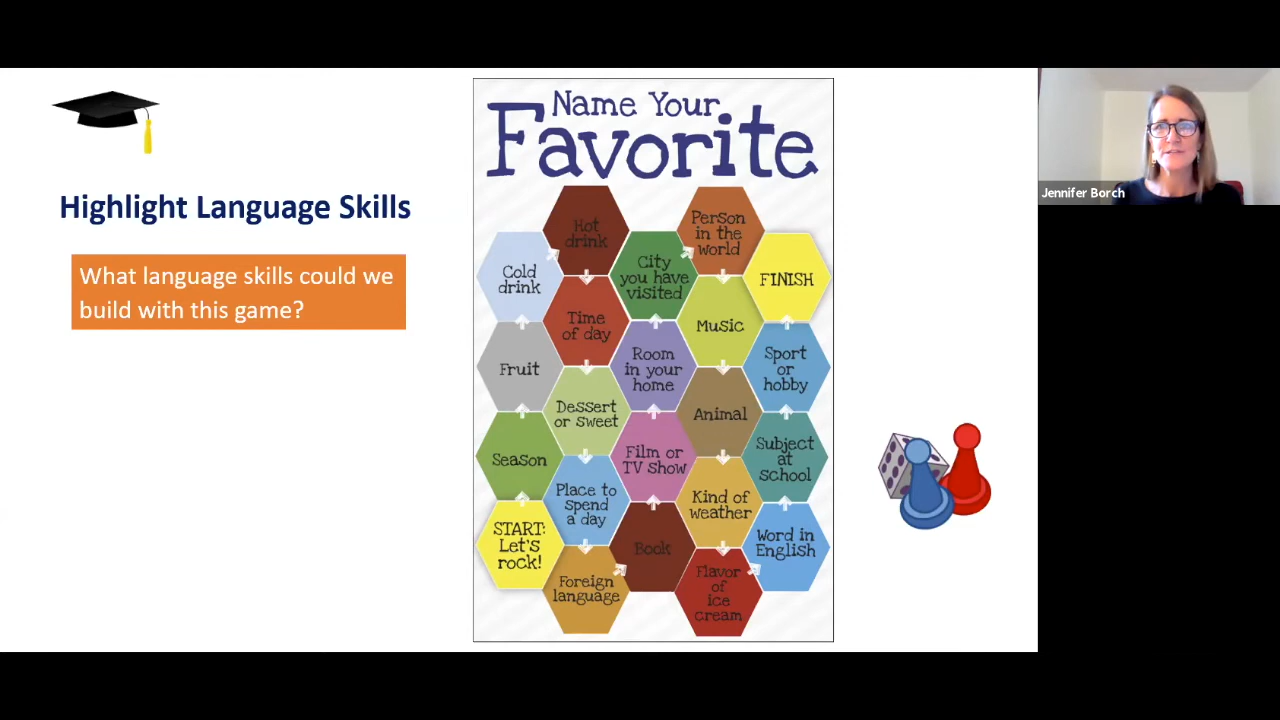 Highlight Language Skills
What language skills could we
build with this game?
Name Your
Favorite
START:
Let's
rock!
Season
Fruit
Cold
drink
Hot
drink
Time
of day
Dessert
or sweet
Place to
spend
a day
Foreign
language
Book
Film or
TV show
Room
in your
home
City
you have
visited
Person
in the
world
Music
Animal
Kind of
weather
Flavor
of
ice
cream
Word in
English
Subject
at
school
Sport
or
hobby
FINISH
Jennifer Borch